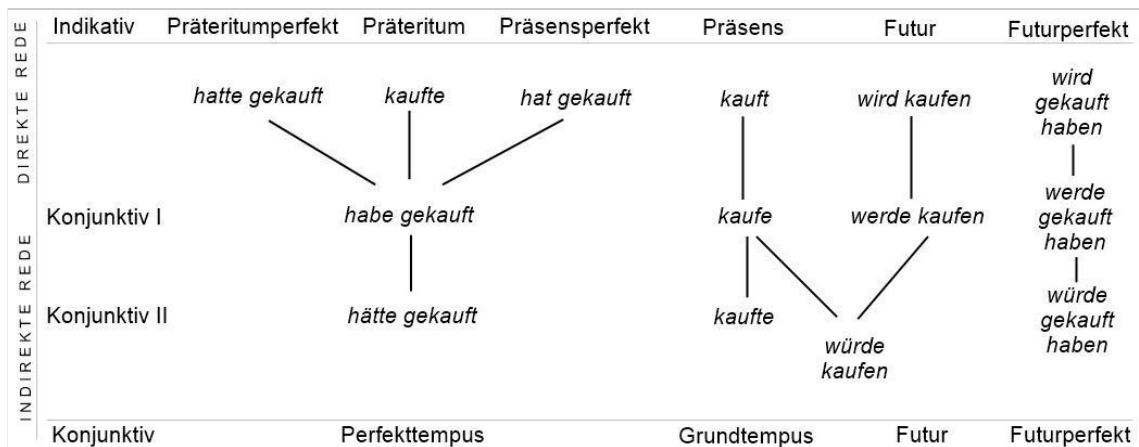 Indikativ Präteritumperfekt Präteritum Präsensperfekt Präsens Futur Futurperfekt
DIREKTE REDE
hatte gekauft kaufte hat gekauft kauft wird kaufen wird
gekauft
haben
Konjunktiv I habe gekauft kaufe werde kaufen werde
gekauft
haben
INDIREKTE REDE
Konjunktiv II hätte gekauft kaufte würde
gekauft
haben
würde
kaufen
Konjunktiv Perfekttempus Grundtempus Futur Futurperfekt